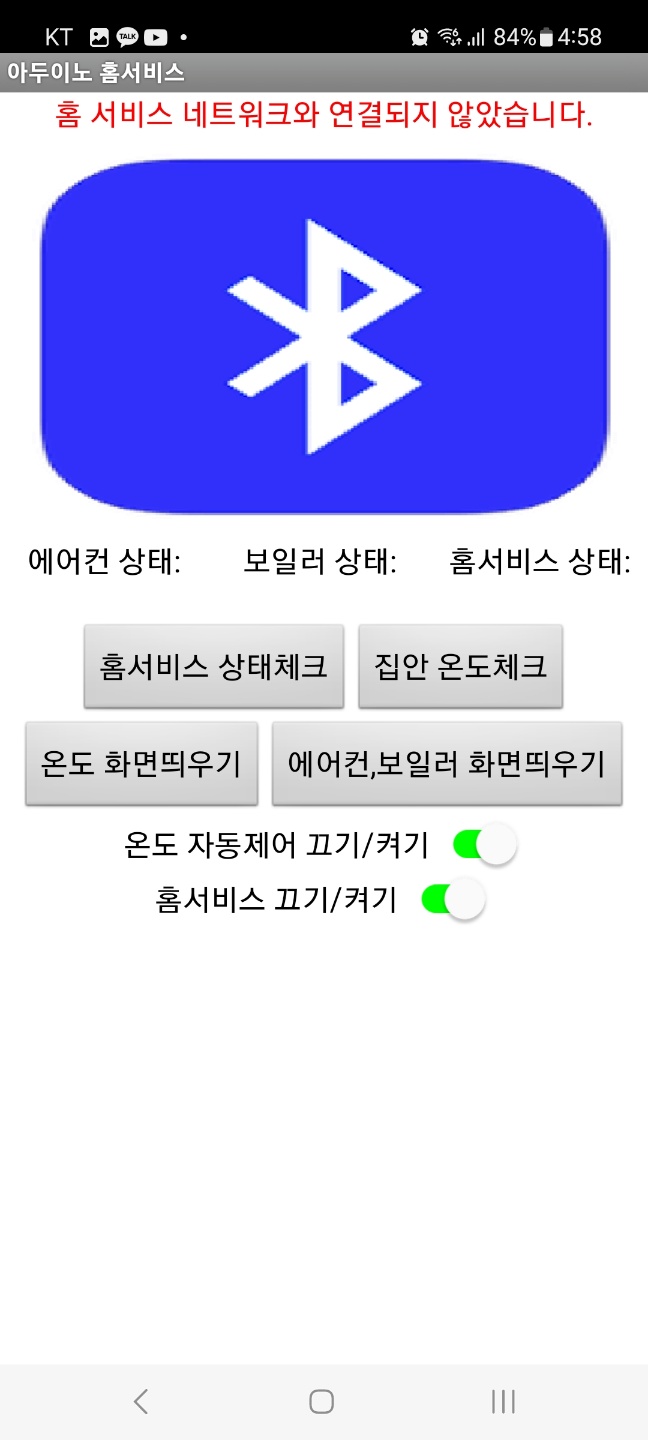 KT TALK 84% 4:58
아두이노 홈서비스
홈 서비스 네트워크와 연결되지 않았습니다.
에어컨 상태: 보일러 상태: 홈서비스 상태:
홈서비스 상태체크 집안 온도체크
온도 화면띄우기 에어컨,보일러 화면띄우기
온도 자동제어 끄기/켜기
홈서비스 끄기/켜기